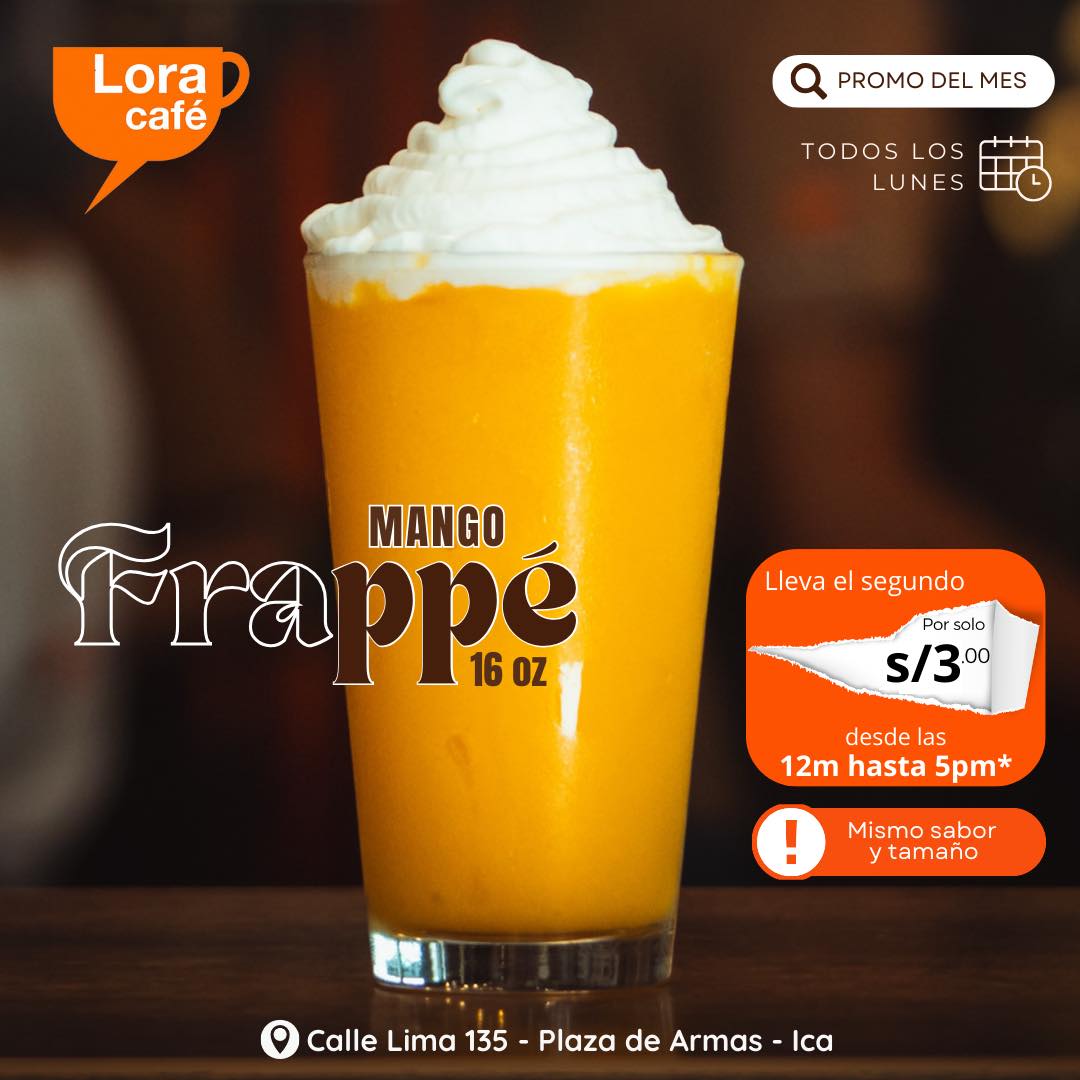 Lora
café
PROMO DEL MES
TODOS LOS
LUNES
MANGO
Frappé
16 oz
Lleva el segundo
Por solo
s/3.00
desde las
12m hasta 5pm*
! Mismo sabor
y tamaño
Calle Lima 135 - Plaza de Armas - Ica